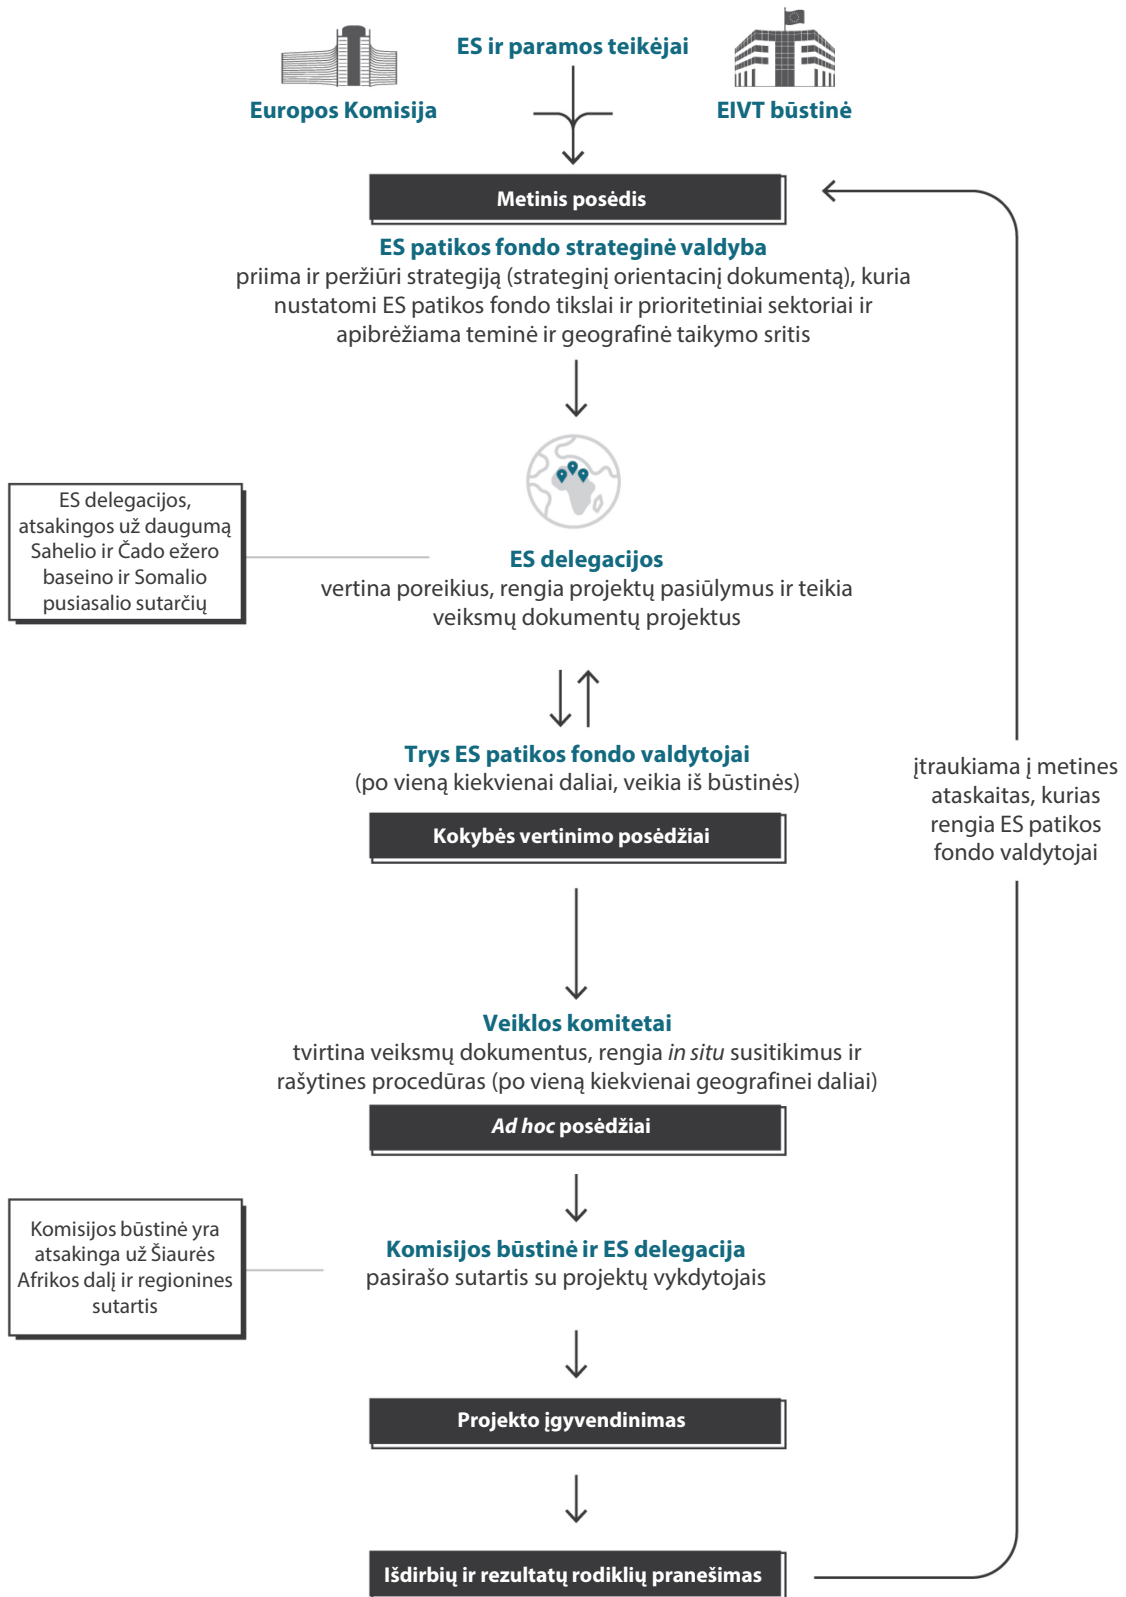 ES ir paramos teikėjai
Europos Komisija
EIVT būstinė
Metinis posėdis
ES patikos fondo strateginė valdyba
priima ir peržiūri strategiją (strateginį orientacinį dokumentą), kuria
nustatomi ES patikos fondo tikslai ir prioritetiniai sektoriai ir
apibrėžiama teminė ir geografinė taikymo sritis
ES delegacijos,
atsakingos už daugumą
Sahelio ir Čado ežero
baseino ir Somalio
pusiasalio sutarčių
ES delegacijos
vertina poreikius, rengia projektų pasiūlymus ir teikia
veiksmų dokumentų projektus
Trys ES patikos fondo valdytojai
(po vieną kiekvienai daliai, veikia iš būstinės)
Kokybės vertinimo posėdžiai
įtraukiama į metines
ataskaitas, kurias
rengia ES patikos
fondo valdytojai
Veiklos komitetai
tvirtina veiksmų dokumentus, rengia in situ susitikimus ir
rašytines procedūras (po vieną kiekvienai geografinei daliai)
Ad hoc posėdžiai
Komisijos būstinė yra
atsakinga už Šiaurės
Afrikos dalį ir regionines
sutartis
Komisijos būstinė ir ES delegacija
pasirašo sutartis su projektų vykdytojais
Projekto įgyvendinimas
Išdirbių ir rezultatų rodiklių pranešimas